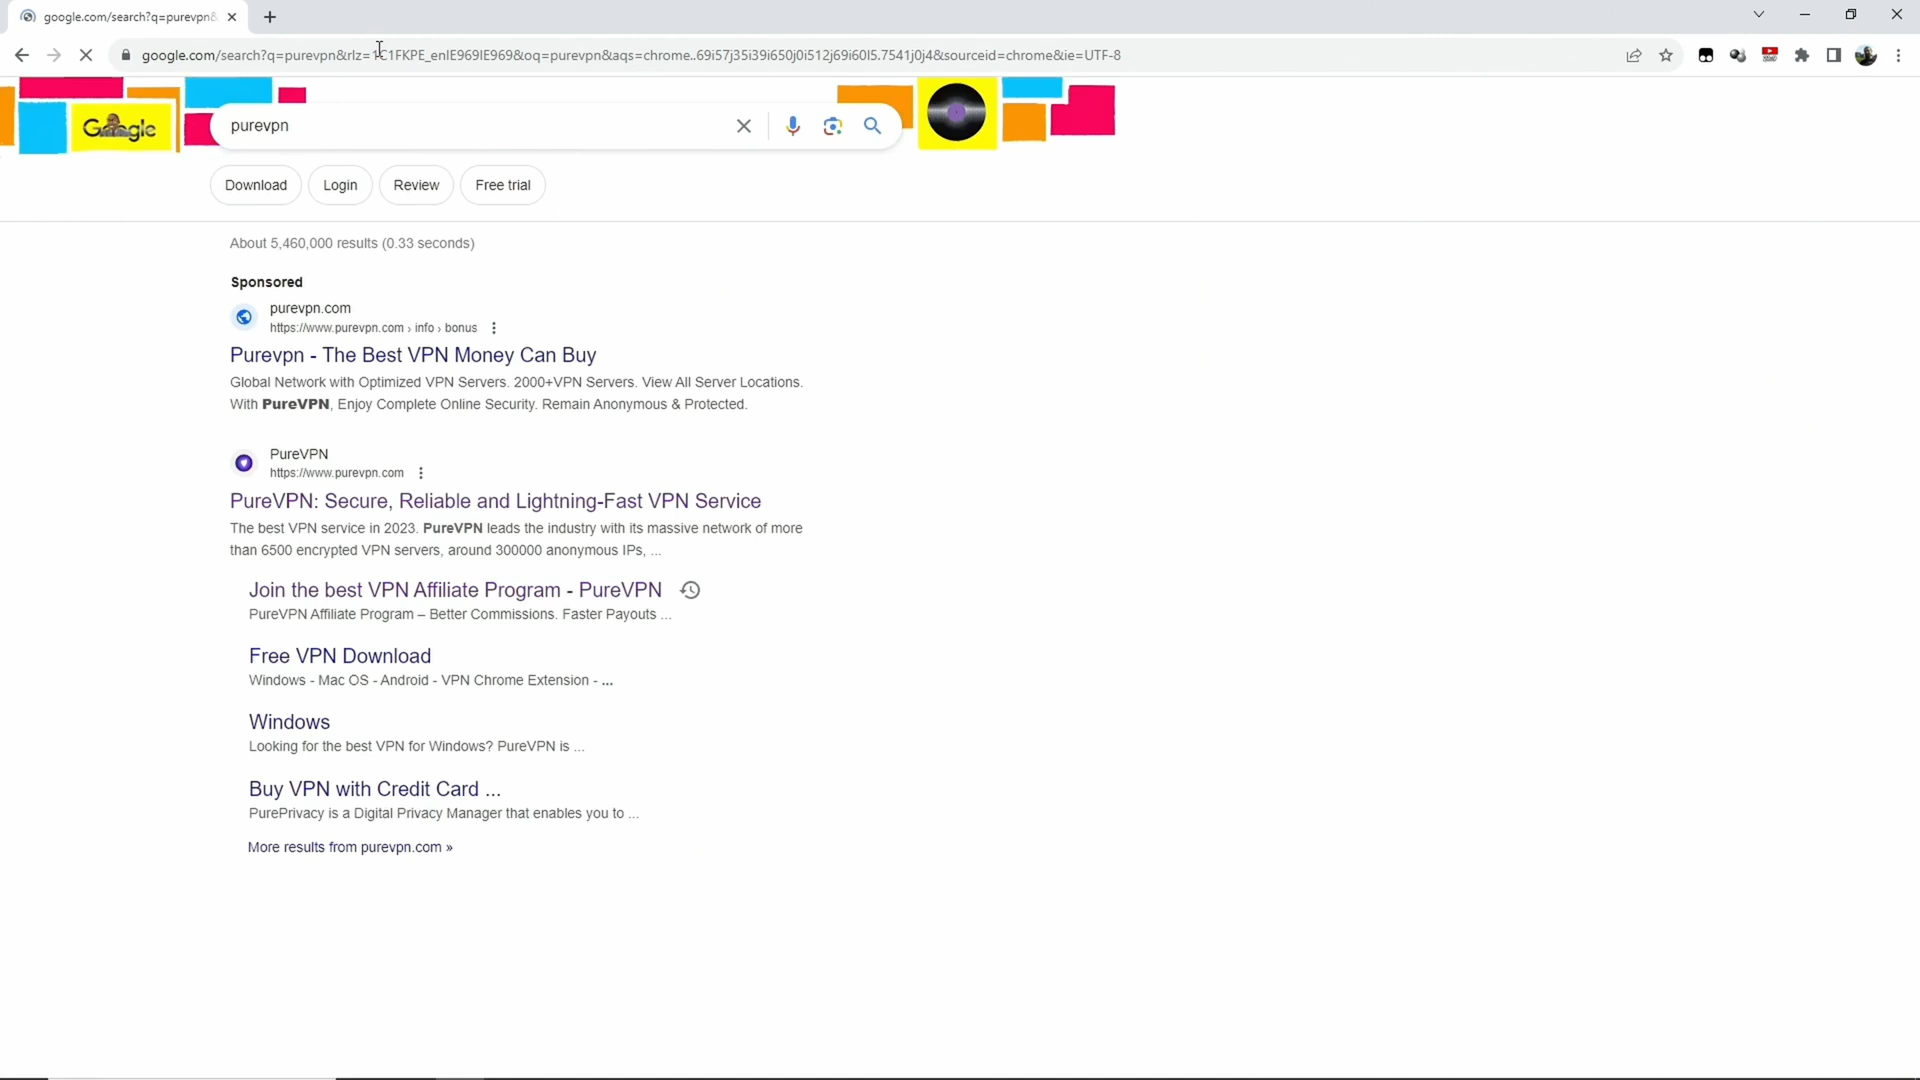 google.com/search?q=purevpn&
google.com/search?q=purevpn&rlz=1C1FKPE_enIE969IE969&oq=purevpn&aqs=chrome..69i57j35i39i650j0i512j69i60l5.7541j0j4&sourceid=chrome&ie=UTF-8
Google
purevpn
Download
Login
Review
Free trial
About 5,460,000 results (0.33 seconds)
Sponsored
purevpn.com
https://www.purevpn.com › info › bonus
Purevpn - The Best VPN Money Can Buy
Global Network with Optimized VPN Servers. 2000+VPN Servers. View All Server Locations.
With PureVPN, Enjoy Complete Online Security. Remain Anonymous & Protected.
PureVPN
https://www.purevpn.com
PureVPN: Secure, Reliable and Lightning-Fast VPN Service
The best VPN service in 2023. PureVPN leads the industry with its massive network of more
than 6500 encrypted VPN servers, around 300000 anonymous IPs, ...
Join the best VPN Affiliate Program - PureVPN
PureVPN Affiliate Program – Better Commissions. Faster Payouts ...
Free VPN Download
Windows - Mac OS - Android - VPN Chrome Extension - ...
Windows
Looking for the best VPN for Windows? PureVPN is ...
Buy VPN with Credit Card ...
PurePrivacy is a Digital Privacy Manager that enables you to ...
More results from purevpn.com »